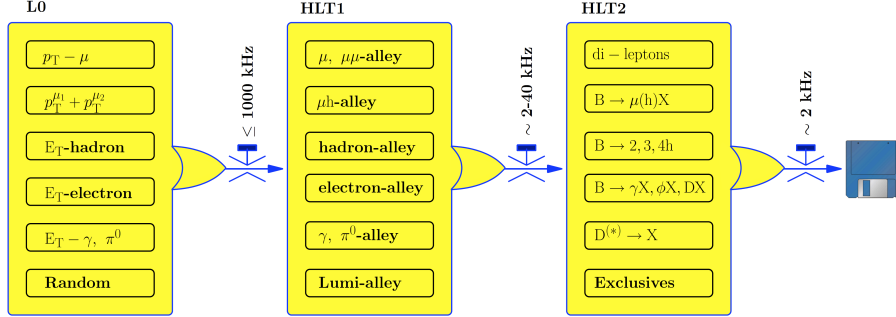 L0
p_T − μ
p_T^{μ1} + p_T^{μ2}
E_T-hadron
E_T-electron
E_T − γ, π⁰
Random
≤ 1000 kHz
HLT1
μ, μμ-alley
μh-alley
hadron-alley
electron-alley
γ, π⁰-alley
Lumi-alley
~ 2-40 kHz
HLT2
di − leptons
B → μ(h)X
B → 2, 3, 4h
B → γX, ϕX, DX
D^{(*)} → X
Exclusives
~ 2 kHz